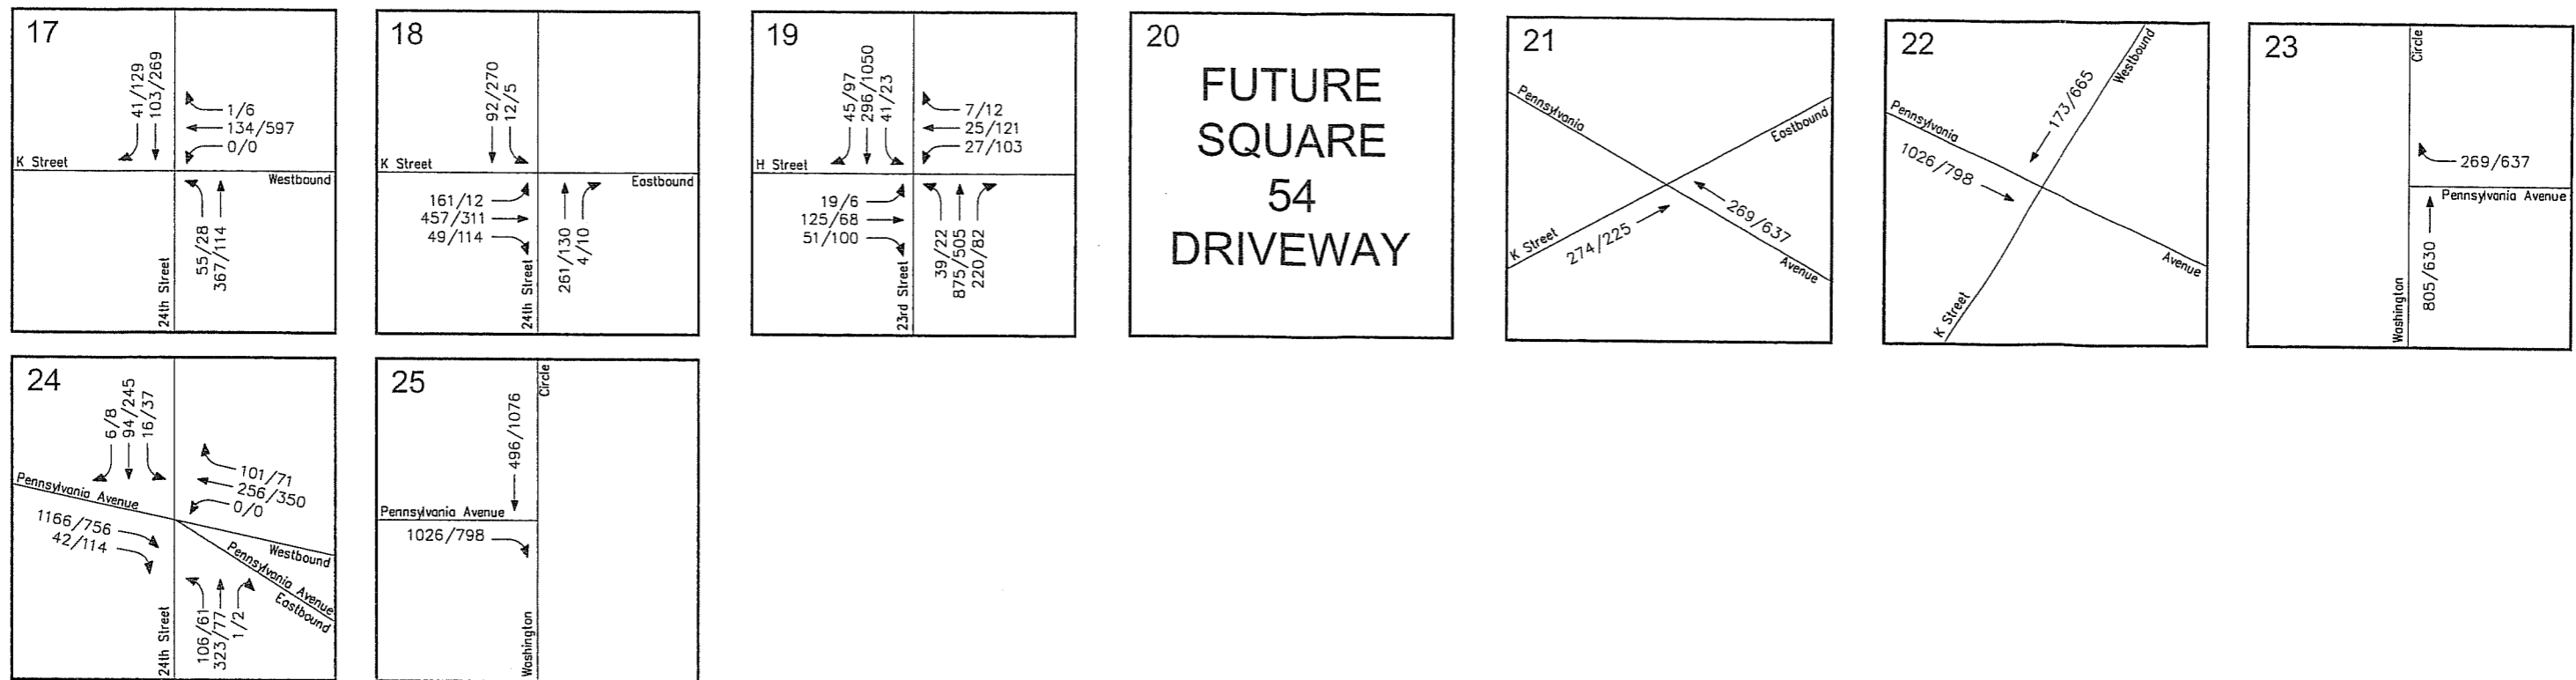 17
41/129
103/269
1/6
134/597
0/0
K Street
Westbound
55/28
367/114
24th Street
18
92/270
12/5
K Street
Eastbound
161/12
457/311
49/114
261/130
4/10
24th Street
19
45/97
296/1050
41/23
7/12
25/121
27/103
H Street
19/6
125/68
51/100
39/22
875/505
220/82
23rd Street
20
FUTURE
SQUARE
54
DRIVEWAY
21
Pennsylvania
Eastbound
269/637
K Street
274/225
Avenue
22
Westbound
173/665
Pennsylvania
1026/798
Avenue
K Street
23
Circle
269/637
Pennsylvania Avenue
805/630
Washington
24
6/8
94/245
16/37
101/71
256/350
0/0
Pennsylvania Avenue
1166/756
42/114
Westbound
Pennsylvania Avenue
Eastbound
106/61
323/77
1/2
24th Street
25
Circle
496/1076
Pennsylvania Avenue
1026/798
Washington